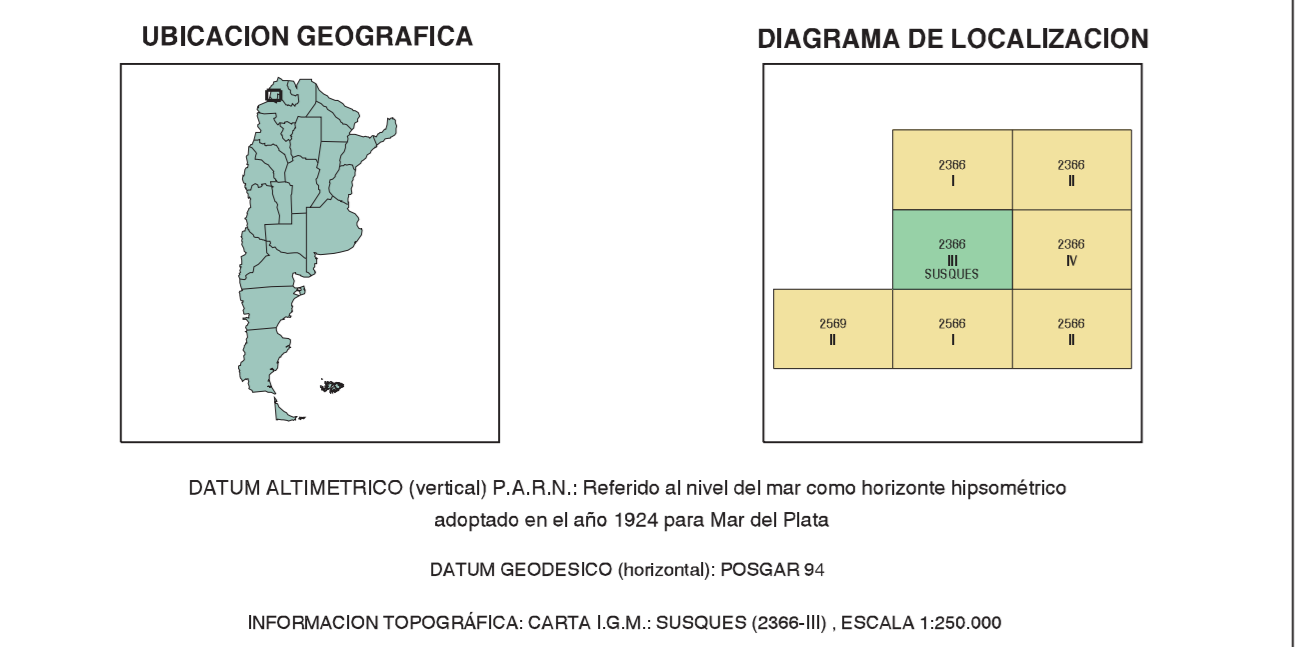 UBICACION GEOGRAFICA
DIAGRAMA DE LOCALIZACION
2366
I
2366
II
2366
III
SUSQUES
2366
IV
2569
II
2566
I
2566
II
DATUM ALTIMETRICO (vertical) P.A.R.N.: Referido al nivel del mar como horizonte hipsométrico
adoptado en el año 1924 para Mar del Plata
DATUM GEODESICO (horizontal): POSGAR 94
INFORMACION TOPOGRÁFICA: CARTA I.G.M.: SUSQUES (2366-III) , ESCALA 1:250.000